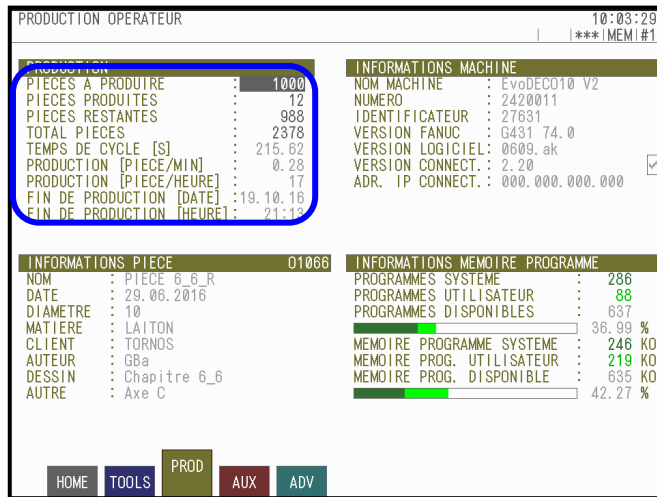 PRODUCTION OPERATEUR 10:03:29
| |***|MEM|#1
PRODUCTION
PIECES A PRODUIRE : 1000
PIECES PRODUITES : 12
PIECES RESTANTES : 988
TOTAL PIECES : 2378
TEMPS DE CYCLE [S] : 215.62
PRODUCTION [PIECE/MIN] : 0.28
PRODUCTION [PIECE/HEURE] : 17
FIN DE PRODUCTION [DATE] :19.10.16
FIN DE PRODUCTION [HEURE]: 21:13
INFORMATIONS MACHINE
NOM MACHINE : EvoDECO10 V2
NUMERO : 2420011
IDENTIFICATEUR : 27631
VERSION FANUC : G431 74.0
VERSION LOGICIEL: 0609.ak
VERSION CONNECT.: 2.20
ADR. IP CONNECT.: 000.000.000.000
INFORMATIONS PIECE O1066
NOM : PIECE 6_6_R
DATE : 29.06.2016
DIAMETRE : 10
MATIERE : LAITON
CLIENT : TORNOS
AUTEUR : GBa
DESSIN : Chapitre 6_6
AUTRE : Axe C
INFORMATIONS MEMOIRE PROGRAMME
PROGRAMMES SYSTEME : 286
PROGRAMMES UTILISATEUR : 88
PROGRAMMES DISPONIBLES : 637
36.99 %
MEMOIRE PROGRAMME SYSTEME : 246 KO
MEMOIRE PROG. UTILISATEUR : 219 KO
MEMOIRE PROG. DISPONIBLE : 635 KO
42.27 %
HOME TOOLS PROD AUX ADV